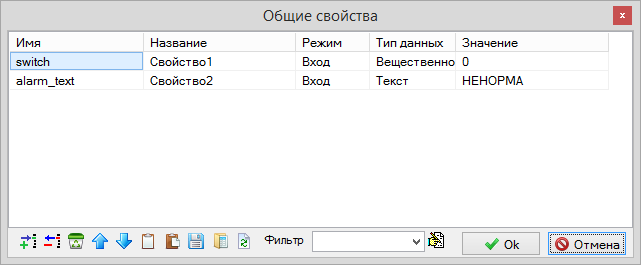 Общие свойства
Имя Название Режим Тип данных Значение
switch Свойство1 Вход Вещественно 0
alarm_text Свойство2 Вход Текст НЕНОРМА
Фильтр Ok Отмена